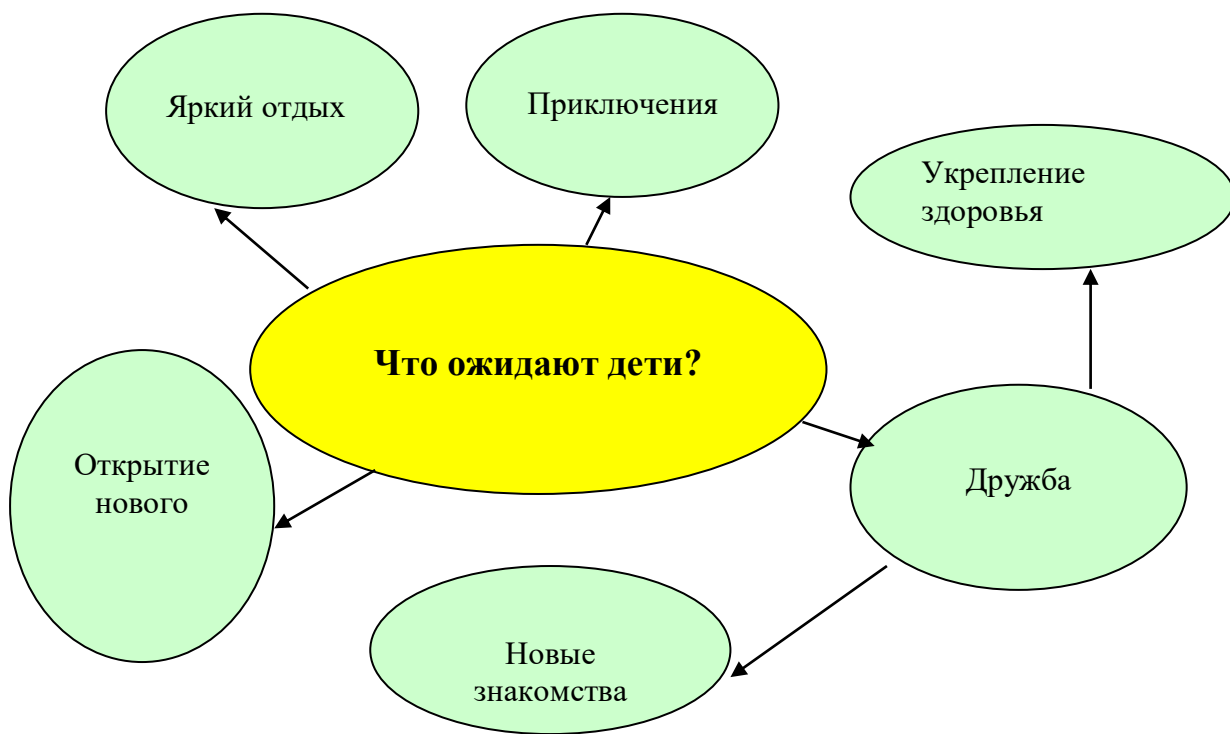 Яркий отдых
Приключения
Укрепление
здоровья
Что ожидают дети?
Открытие
нового
Дружба
Новые
знакомства